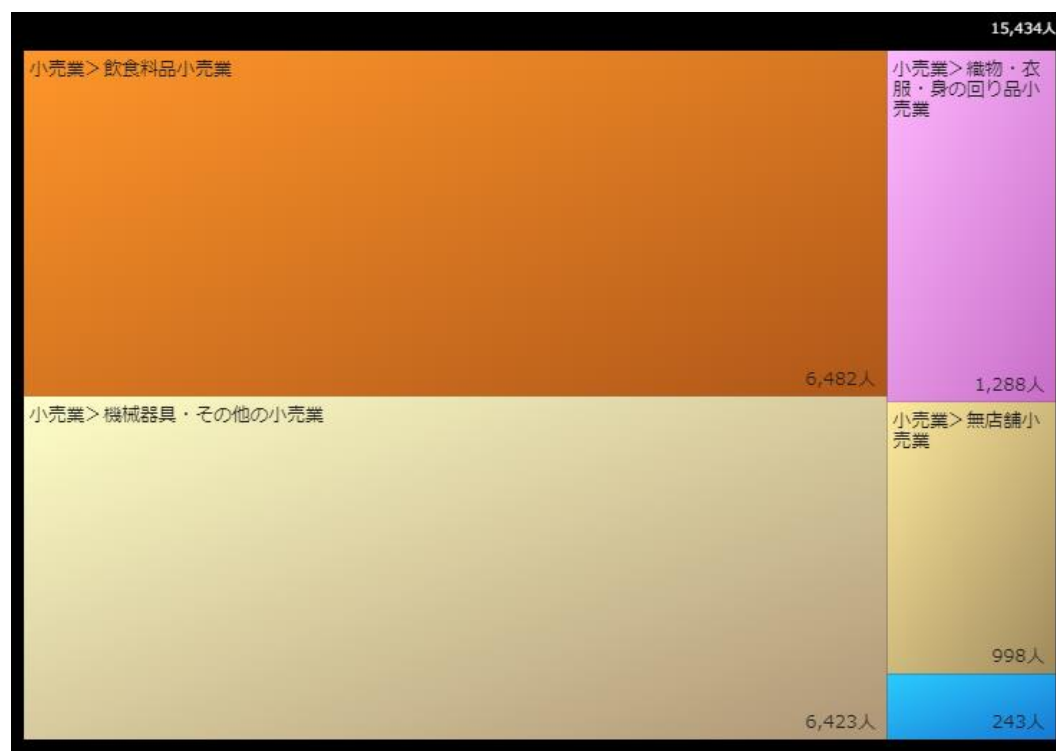 15,434人
小売業＞飲食料品小売業
6,482人
小売業＞織物・衣
服・身の回り品小
売業
1,288人
小売業＞機械器具・その他の小売業
6,423人
小売業＞無店舗小
売業
998人
243人